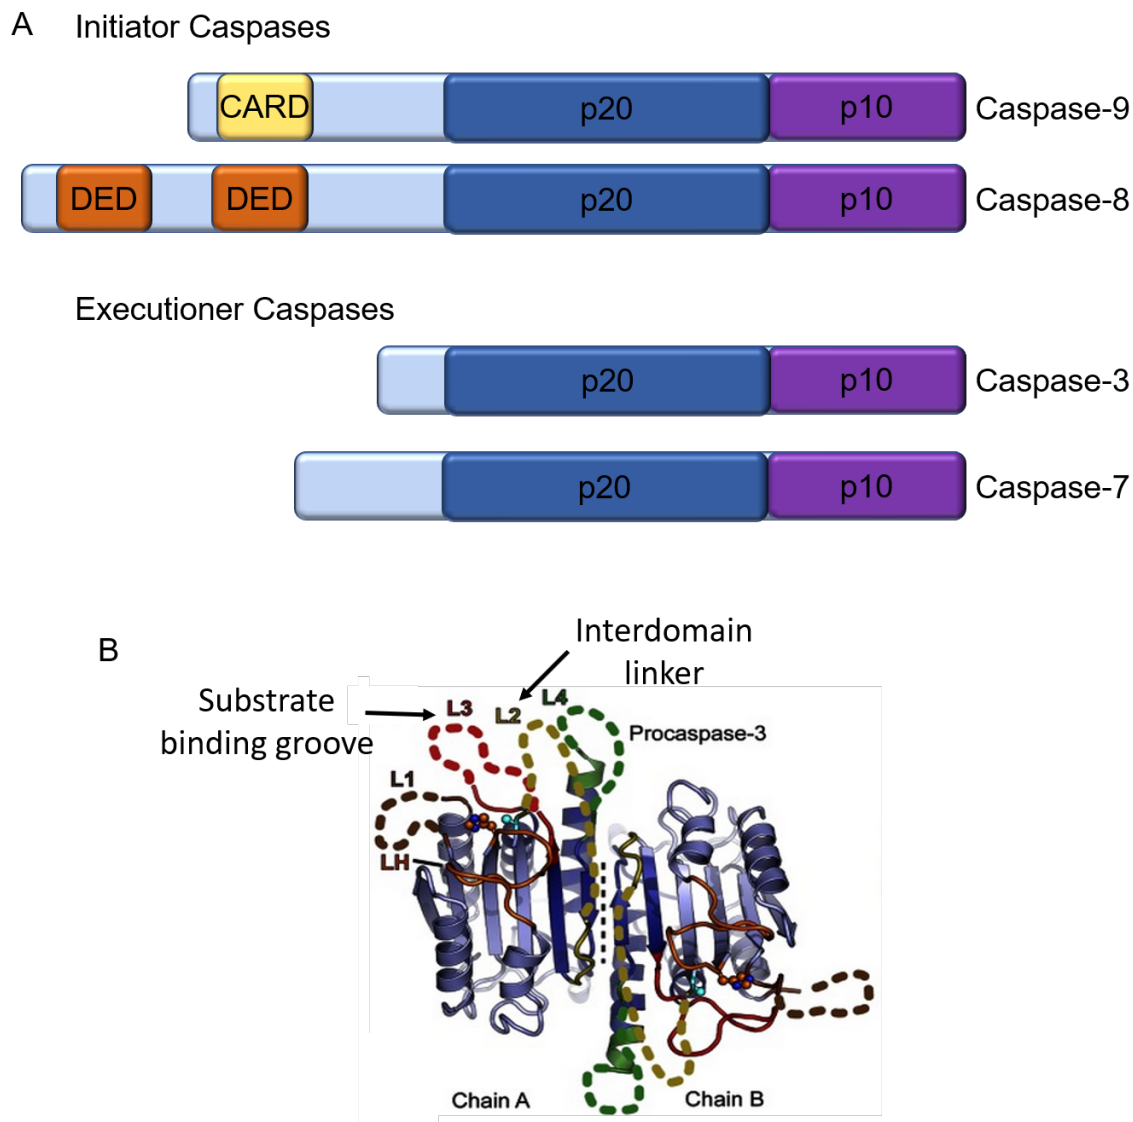 A Initiator Caspases
CARD p20 p10 Caspase-9
DED DED p20 p10 Caspase-8
Executioner Caspases
p20 p10 Caspase-3
p20 p10 Caspase-7
B
Interdomain
linker
Substrate
binding groove
L3
L2
L4
Procaspase-3
L1
LH
Chain A
Chain B